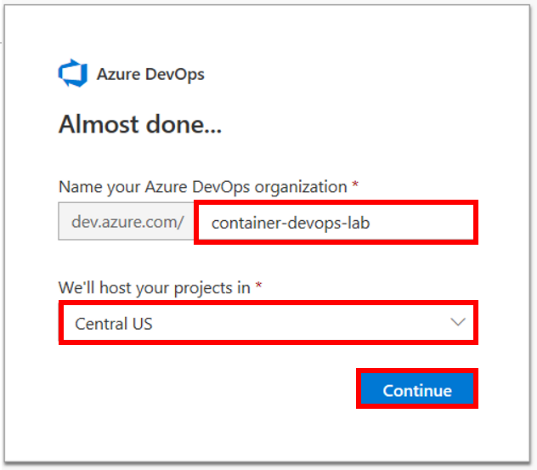 Azure DevOps
Almost done...
Name your Azure DevOps organization *
dev.azure.com/ container-devops-lab
We'll host your projects in *
Central US
Continue